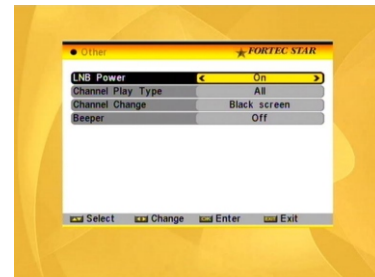 Other FORTEC STAR
LNB Power On
Channel Play Type All
Channel Change Black screen
Beeper Off
Select Change Enter Exit